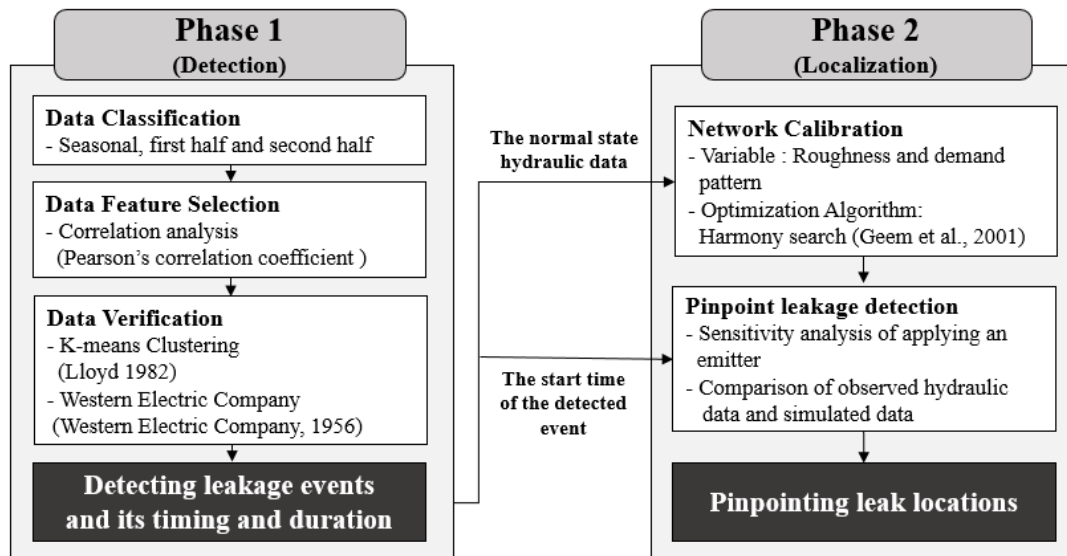 Phase 1
(Detection)
Data Classification
- Seasonal, first half and second half
Data Feature Selection
- Correlation analysis
(Pearson's correlation coefficient )
Data Verification
- K-means Clustering
(Lloyd 1982)
- Western Electric Company
(Western Electric Company, 1956)
Detecting leakage events
and its timing and duration
The normal state
hydraulic data
The start time
of the detected
event
Phase 2
(Localization)
Network Calibration
- Variable : Roughness and demand
pattern
- Optimization Algorithm:
Harmony search (Geem et al., 2001)
Pinpoint leakage detection
- Sensitivity analysis of applying an
emitter
- Comparison of observed hydraulic
data and simulated data
Pinpointing leak locations